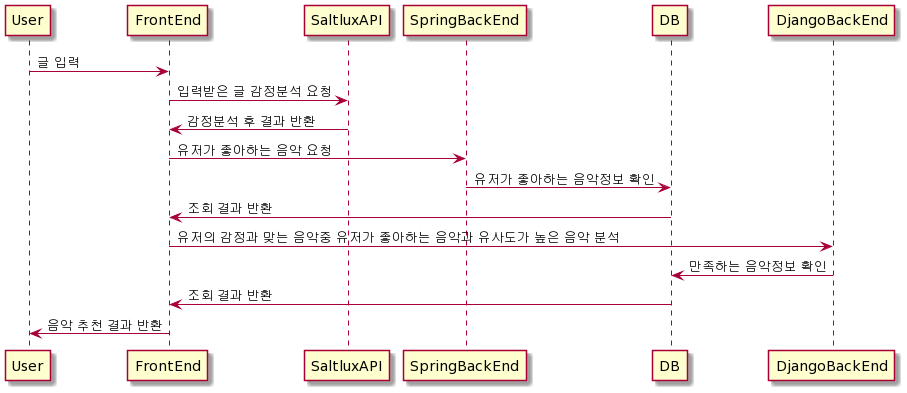 User FrontEnd SaltluxAPI SpringBackEnd DB DjangoBackEnd
글 입력
입력받은 글 감정분석 요청
감정분석 후 결과 반환
유저가 좋아하는 음악 요청
유저가 좋아하는 음악정보 확인
조회 결과 반환
유저의 감정과 맞는 음악중 유저가 좋아하는 음악과 유사도가 높은 음악 분석
만족하는 음악정보 확인
조회 결과 반환
음악 추천 결과 반환
User FrontEnd SaltluxAPI SpringBackEnd DB DjangoBackEnd